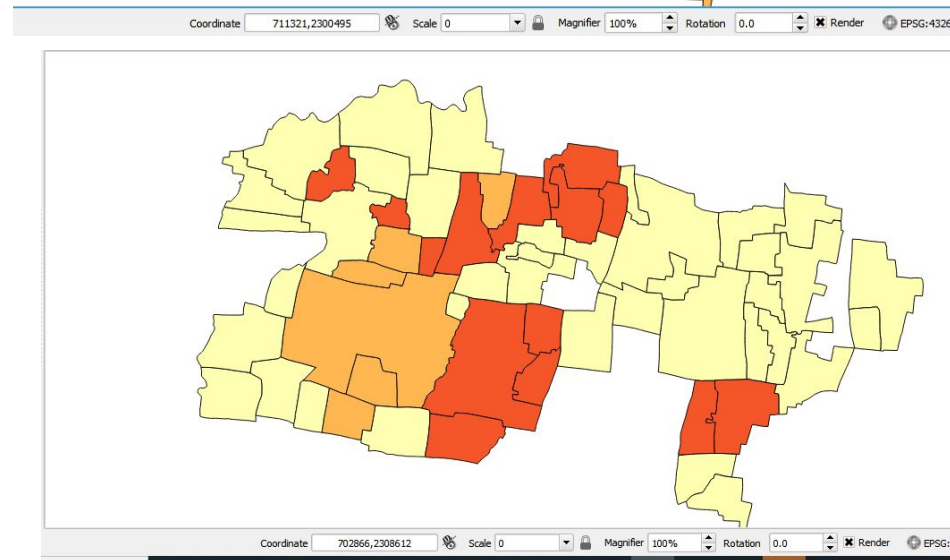 Coordinate 711321,2300495 Scale 0 Magnifier 100% Rotation 0.0 Render EPSG:4326
Coordinate 702866,2308612 Scale 0 Magnifier 100% Rotation 0.0 Render EPSG: